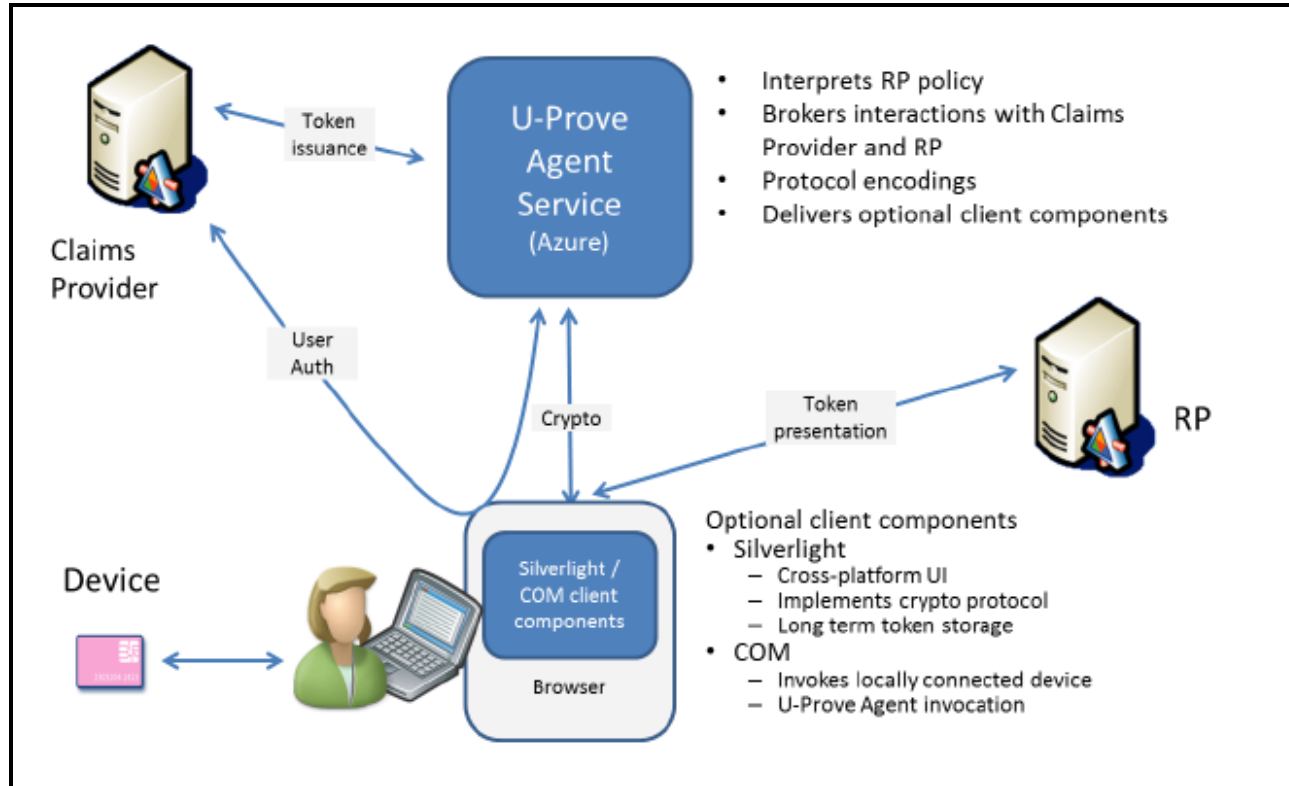 Token
issuance
U-Prove
Agent
Service
(Azure)
• Interprets RP policy
• Brokers interactions with Claims
Provider and RP
• Protocol encodings
• Delivers optional client components
Claims
Provider
User
Auth
Crypto
Token
presentation
RP
Device
Silverlight /
COM client
components
Browser
Optional client components
• Silverlight
– Cross-platform UI
– Implements crypto protocol
– Long term token storage
• COM
– Invokes locally connected device
– U-Prove Agent invocation